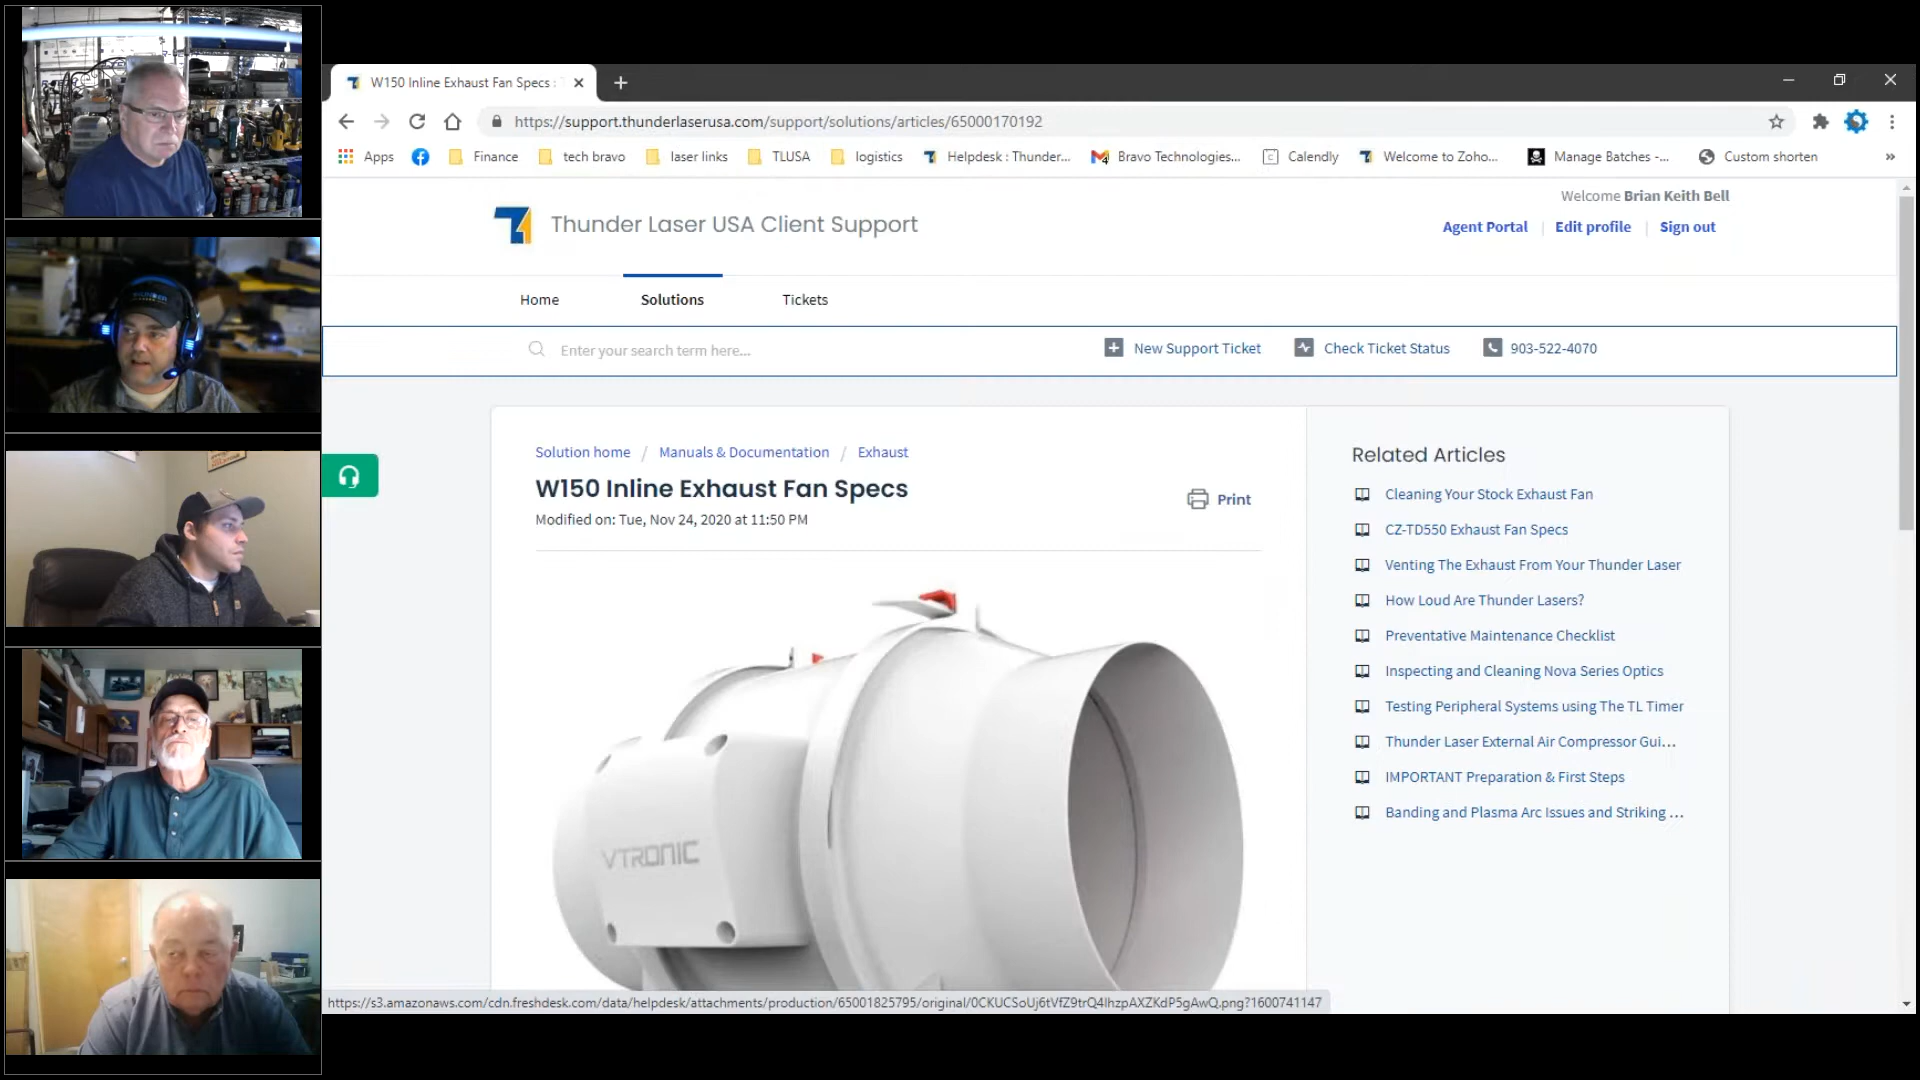 W150 Inline Exhaust Fan Specs :
https://support.thunderlaserusa.com/support/solutions/articles/65000170192
Apps Finance tech bravo laser links TLUSA logistics Helpdesk : Thunder... Bravo Technologies... Calendly Welcome to Zoho... Manage Batches -... Custom shorten »
Welcome Brian Keith Bell
Thunder Laser USA Client Support
Agent Portal Edit profile Sign out
Home Solutions Tickets
Enter your search term here... New Support Ticket Check Ticket Status 903-522-4070
Solution home / Manuals & Documentation / Exhaust
W150 Inline Exhaust Fan Specs
Print
Modified on: Tue, Nov 24, 2020 at 11:50 PM
VTRONIC
Related Articles
Cleaning Your Stock Exhaust Fan
CZ-TD550 Exhaust Fan Specs
Venting The Exhaust From Your Thunder Laser
How Loud Are Thunder Lasers?
Preventative Maintenance Checklist
Inspecting and Cleaning Nova Series Optics
Testing Peripheral Systems using The TL Timer
Thunder Laser External Air Compressor Gui...
IMPORTANT Preparation & First Steps
Banding and Plasma Arc Issues and Striking ...
https://s3.amazonaws.com/cdn.freshdesk.com/data/helpdesk/attachments/production/65001825795/original/0CKUCSoUj6tVfZ9trQ4lhzpAXZKdP5gAwQ.png?1600741147